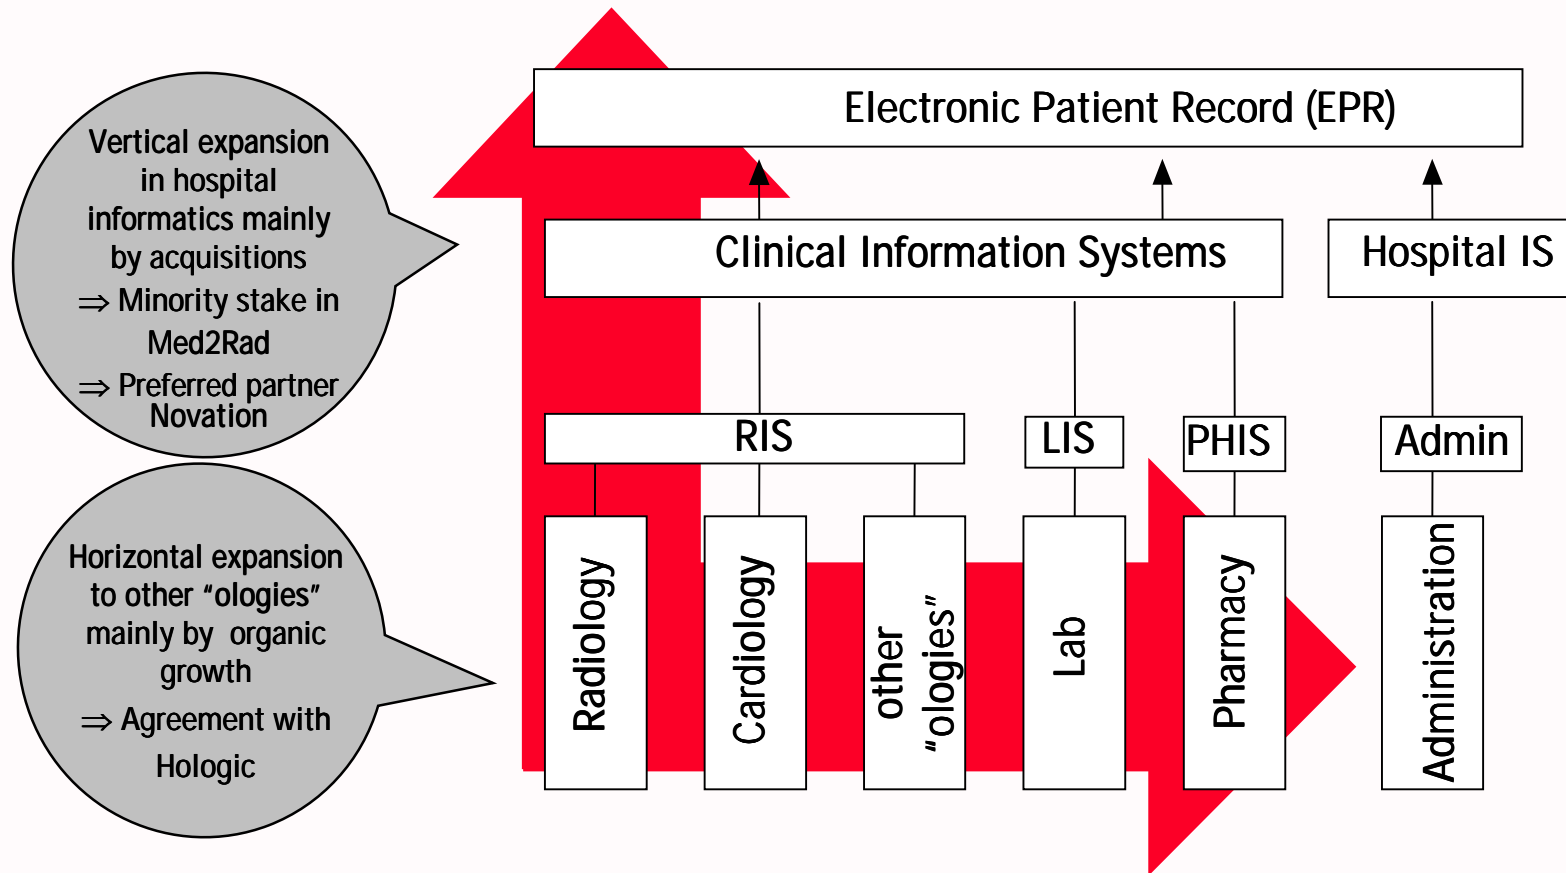 Vertical expansion
in hospital
informatics mainly
by acquisitions
⇒ Minority stake in
Med2Rad
⇒ Preferred partner
Novation
Horizontal expansion
to other “ologies”
mainly by organic
growth
⇒ Agreement with
Hologic
Electronic Patient Record (EPR)
Clinical Information Systems
Hospital IS
RIS
LIS
PHIS
Admin
Radiology
Cardiology
other
“ologies”
Lab
Pharmacy
Administration